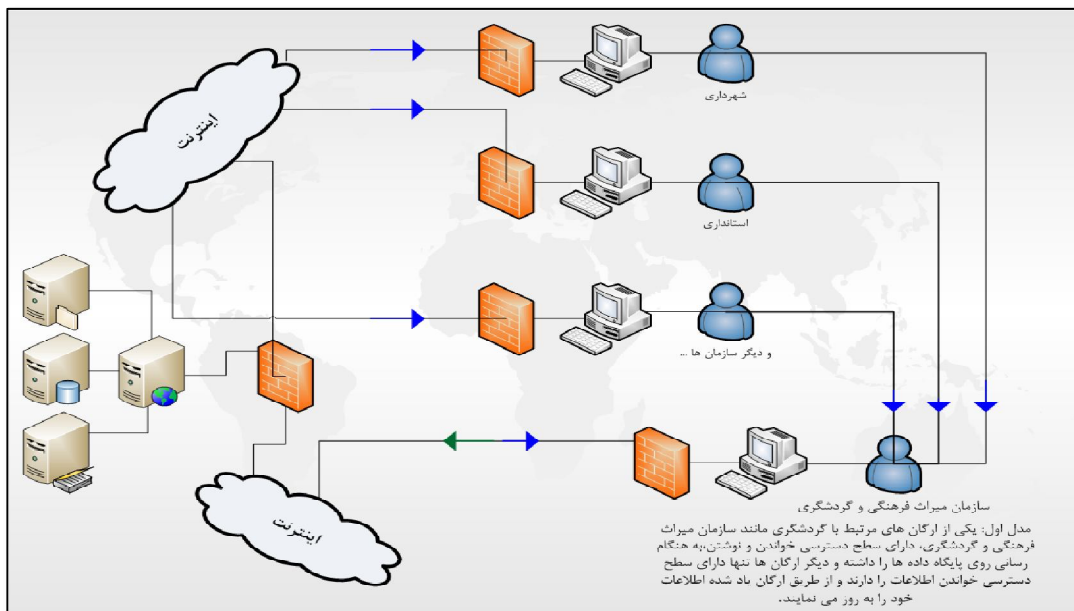 اینترنت
شهرداری
استانداری
و دیگر سازمان ها ...
اینترنت
سازمان میراث فرهنگی و گردشگری
مدل اول: یکی از ارگان های مرتبط با گردشگری مانند سازمان میراث
فرهنگی و گردشگری، دارای سطح دسترسی خواندن و نوشتن،به هنگام
رسانی روی پایگاه داده ها را داشته و دیگر ارگان ها تنها دارای سطح
دسترسی خواندن اطلاعات را دارند و از طریق ارگان یاد شده اطلاعات
خود را به روز می نمایند.